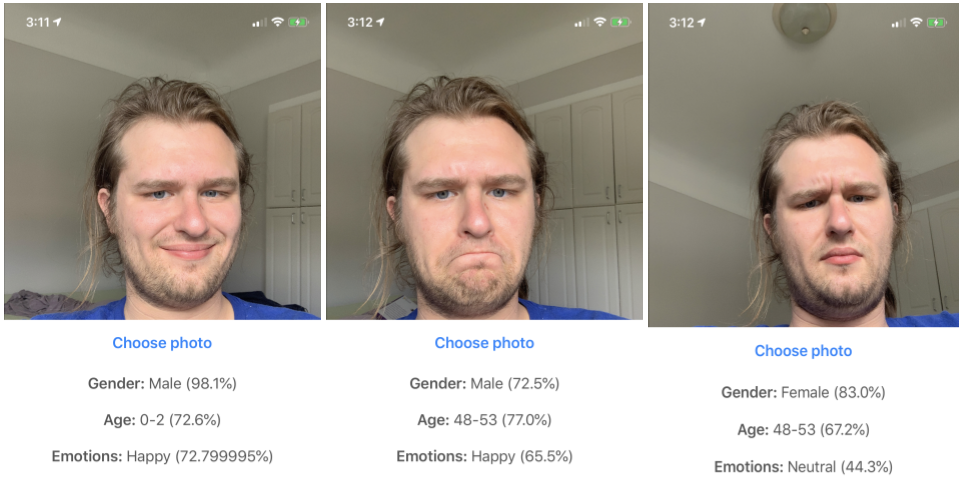 3:11
Choose photo
Gender: Male (98.1%)
Age: 0-2 (72.6%)
Emotions: Happy (72.799995%)
3:12
Choose photo
Gender: Male (72.5%)
Age: 48-53 (77.0%)
Emotions: Happy (65.5%)
3:12
Choose photo
Gender: Female (83.0%)
Age: 48-53 (67.2%)
Emotions: Neutral (44.3%)